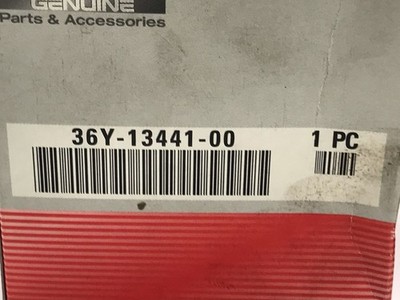 GENUINE
Parts & Accessories
36Y-13441-00 1 PC